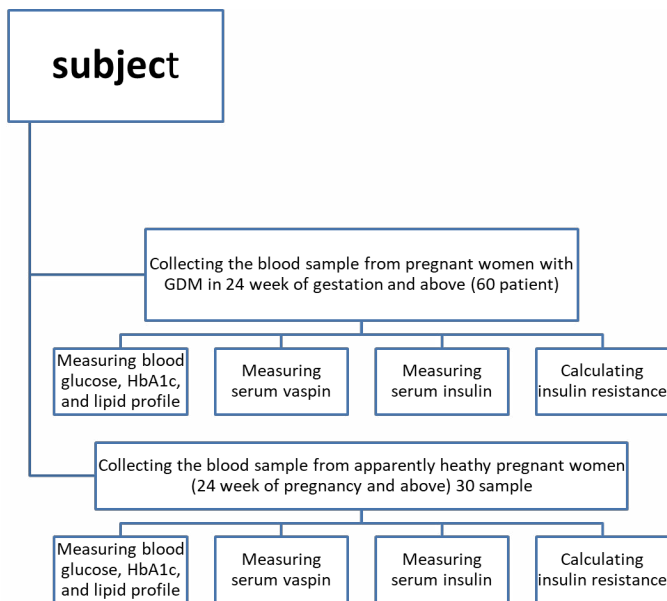 subject
Collecting the blood sample from pregnant women with
GDM in 24 week of gestation and above (60 patient)
Measuring blood
glucose, HbA1c,
and lipid profile
Measuring
serum vaspin
Measuring
serum insulin
Calculating
insulin resistance
Collecting the blood sample from apparently heathy pregnant women
(24 week of pregnancy and above) 30 sample
Measuring blood
glucose, HbA1c,
and lipid profile
Measuring
serum vaspin
Measuring
serum insulin
Calculating
insulin resistance